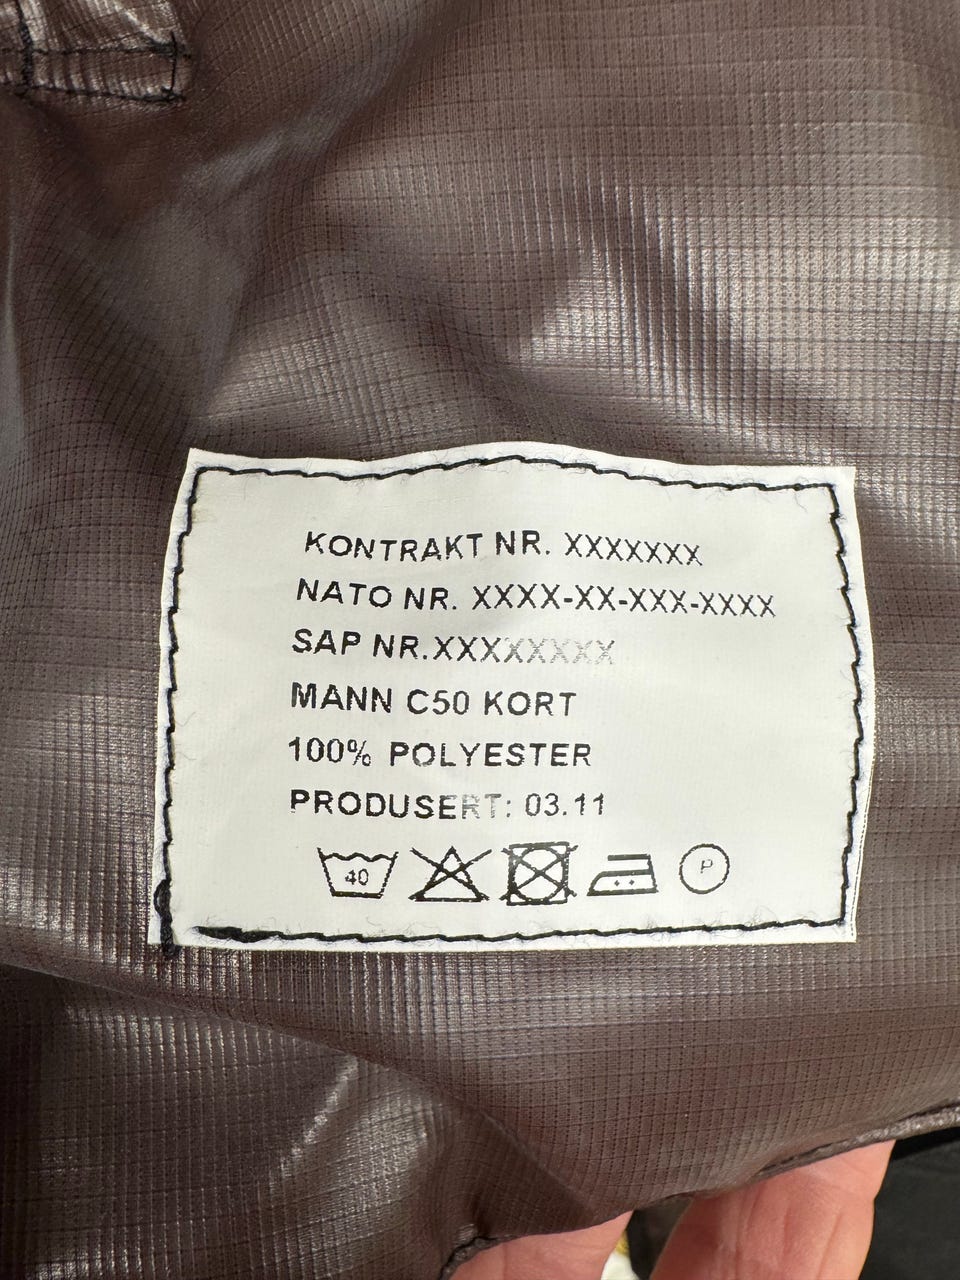 KONTRAKT NR. XXXXXXX
NATO NR. XXXX-XX-XXX-XXXX
SAP NR.XXXXXXXX
MANN C50 KORT
100% POLYESTER
PRODUSERT: 03.11
40 P